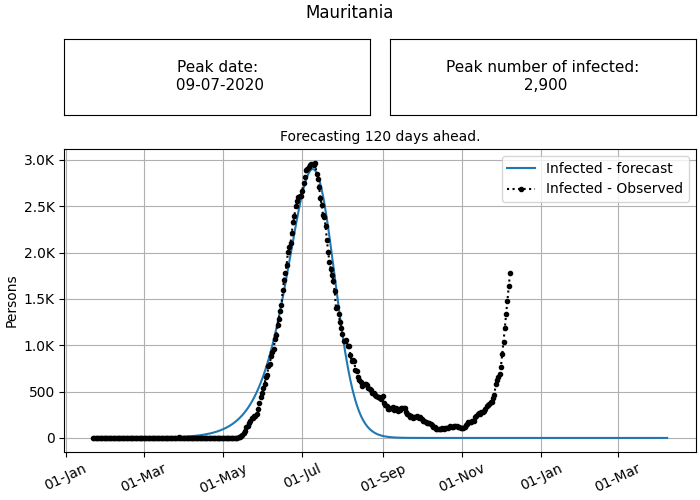 Mauritania
Peak date:
09-07-2020
Peak number of infected:
2,900
Forecasting 120 days ahead.
Infected - forecast
Infected - Observed
3.0K
2.5K
2.0K
1.5K
1.0K
500
0
Persons
01-Jan
01-Mar
01-May
01-Jul
01-Sep
01-Nov
01-Jan
01-Mar